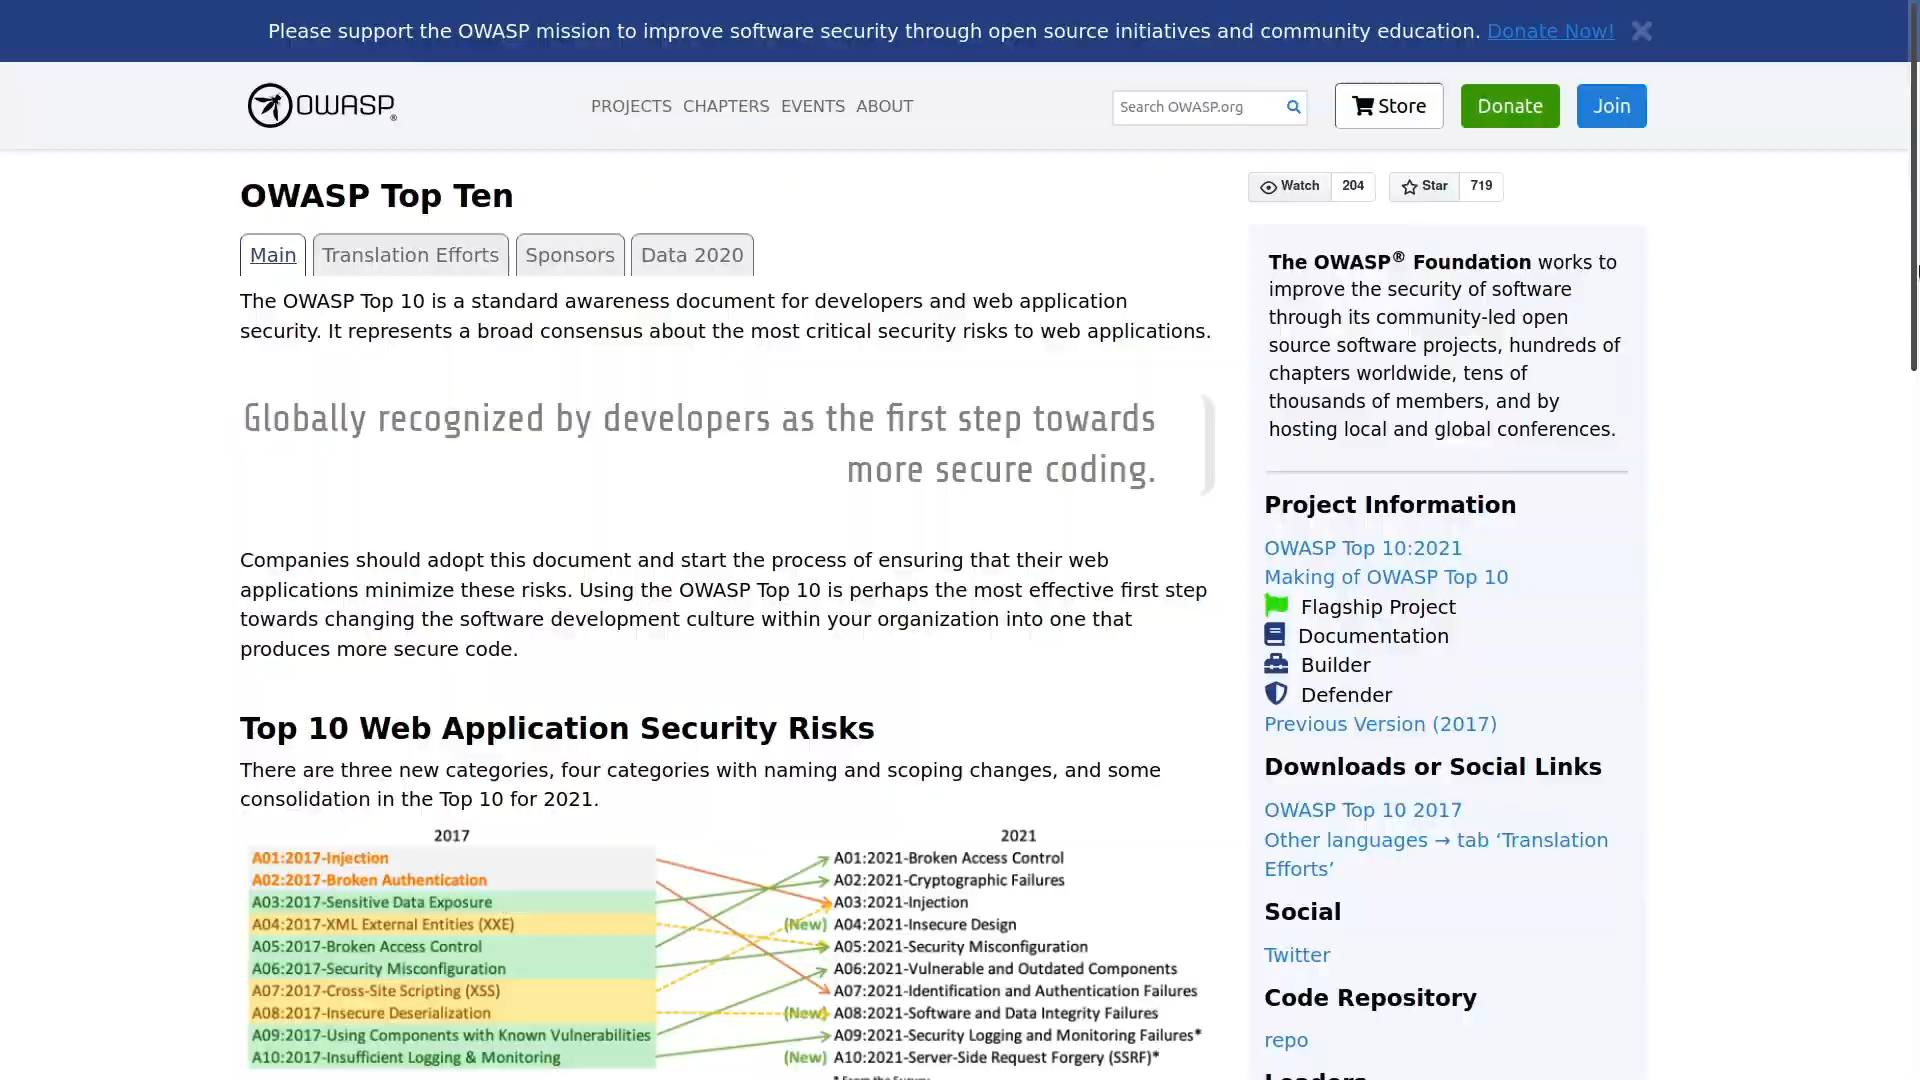 Please support the OWASP mission to improve software security through open source initiatives and community education. Donate Now!
OWASP®
PROJECTS CHAPTERS EVENTS ABOUT
Search OWASP.org
Store
Donate
Join
OWASP Top Ten
Watch 204
Star 719
Main
Translation Efforts
Sponsors
Data 2020
The OWASP Top 10 is a standard awareness document for developers and web application
security. It represents a broad consensus about the most critical security risks to web applications.
Globally recognized by developers as the first step towards
more secure coding.
Companies should adopt this document and start the process of ensuring that their web
applications minimize these risks. Using the OWASP Top 10 is perhaps the most effective first step
towards changing the software development culture within your organization into one that
produces more secure code.
Top 10 Web Application Security Risks
There are three new categories, four categories with naming and scoping changes, and some
consolidation in the Top 10 for 2021.
2017
A01:2017-Injection
A02:2017-Broken Authentication
A03:2017-Sensitive Data Exposure
A04:2017-XML External Entities (XXE)
A05:2017-Broken Access Control
A06:2017-Security Misconfiguration
A07:2017-Cross-Site Scripting (XSS)
A08:2017-Insecure Deserialization
A09:2017-Using Components with Known Vulnerabilities
A10:2017-Insufficient Logging & Monitoring
2021
A01:2021-Broken Access Control
A02:2021-Cryptographic Failures
A03:2021-Injection
(New) A04:2021-Insecure Design
A05:2021-Security Misconfiguration
A06:2021-Vulnerable and Outdated Components
A07:2021-Identification and Authentication Failures
(New) A08:2021-Software and Data Integrity Failures
A09:2021-Security Logging and Monitoring Failures*
(New) A10:2021-Server-Side Request Forgery (SSRF)*
* From the Survey
The OWASP® Foundation works to
improve the security of software
through its community-led open
source software projects, hundreds of
chapters worldwide, tens of
thousands of members, and by
hosting local and global conferences.
Project Information
OWASP Top 10:2021
Making of OWASP Top 10
Flagship Project
Documentation
Builder
Defender
Previous Version (2017)
Downloads or Social Links
OWASP Top 10 2017
Other languages → tab ‘Translation
Efforts’
Social
Twitter
Code Repository
repo
Leaders